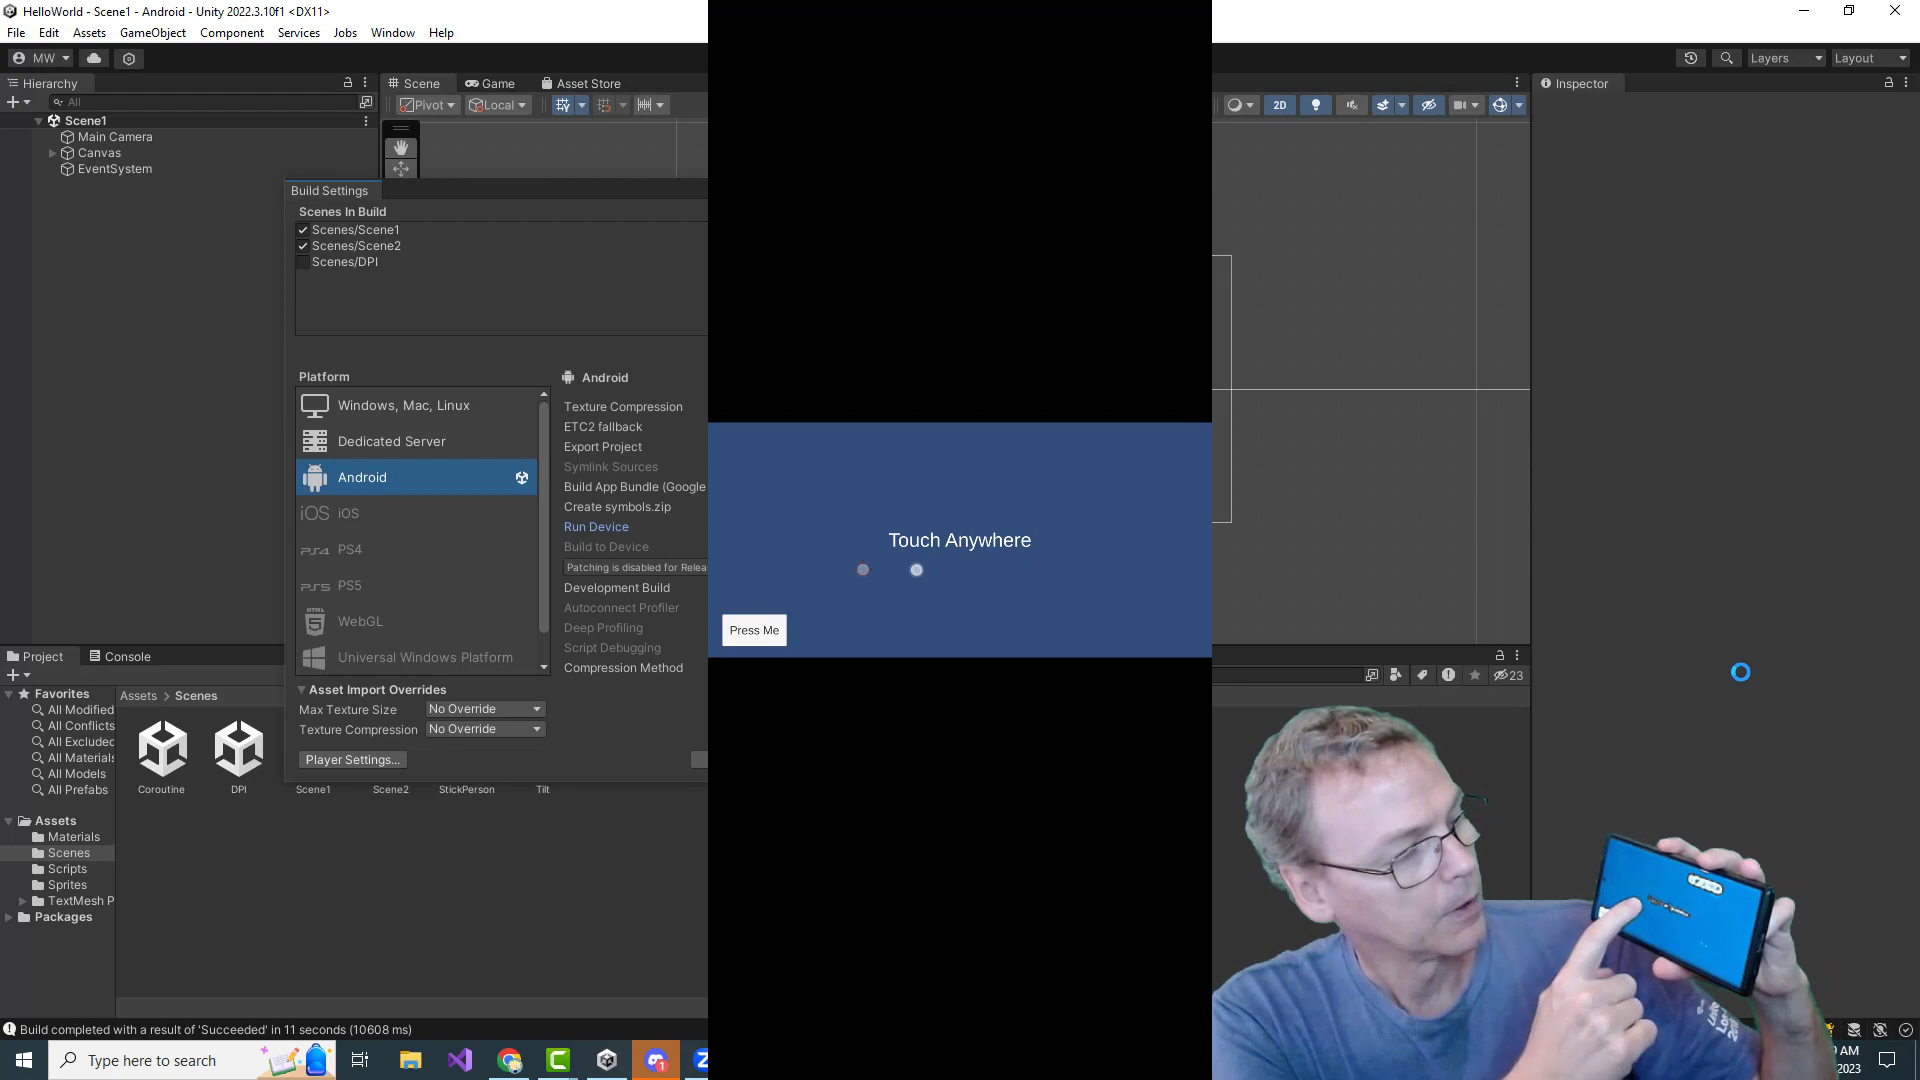 HelloWorld - Scene1 - Android - Unity 2022.3.10f1 <DX11>
File Edit Assets GameObject Component Services Jobs Window Help
MW Layers Layout
Hierarchy Scene Game Asset Store Inspector
All Pivot Local 2D
Scene1
Main Camera
Canvas
EventSystem
Build Settings
Scenes In Build
Scenes/Scene1
Scenes/Scene2
Scenes/DPI
Platform
Windows, Mac, Linux
Dedicated Server
Android
iOS iOS
PS4 PS4
PS5 PS5
HTML WebGL
Universal Windows Platform
Android
Texture Compression
ETC2 fallback
Export Project
Symlink Sources
Build App Bundle (Google
Create symbols.zip
Run Device
Build to Device
Patching is disabled for Relea
Development Build
Autoconnect Profiler
Deep Profiling
Script Debugging
Compression Method
Asset Import Overrides
Max Texture Size No Override
Texture Compression No Override
Player Settings...
Touch Anywhere
Press Me
Project Console
23
Favorites
All Modified
All Conflicts
All Excluded
All Materials
All Models
All Prefabs
Assets
Materials
Scenes
Scripts
Sprites
TextMesh P
Packages
Assets > Scenes
Coroutine DPI Scene1 Scene2 StickPerson Tilt
Build completed with a result of 'Succeeded' in 11 seconds (10608 ms)
Type here to search
1
AM
2023